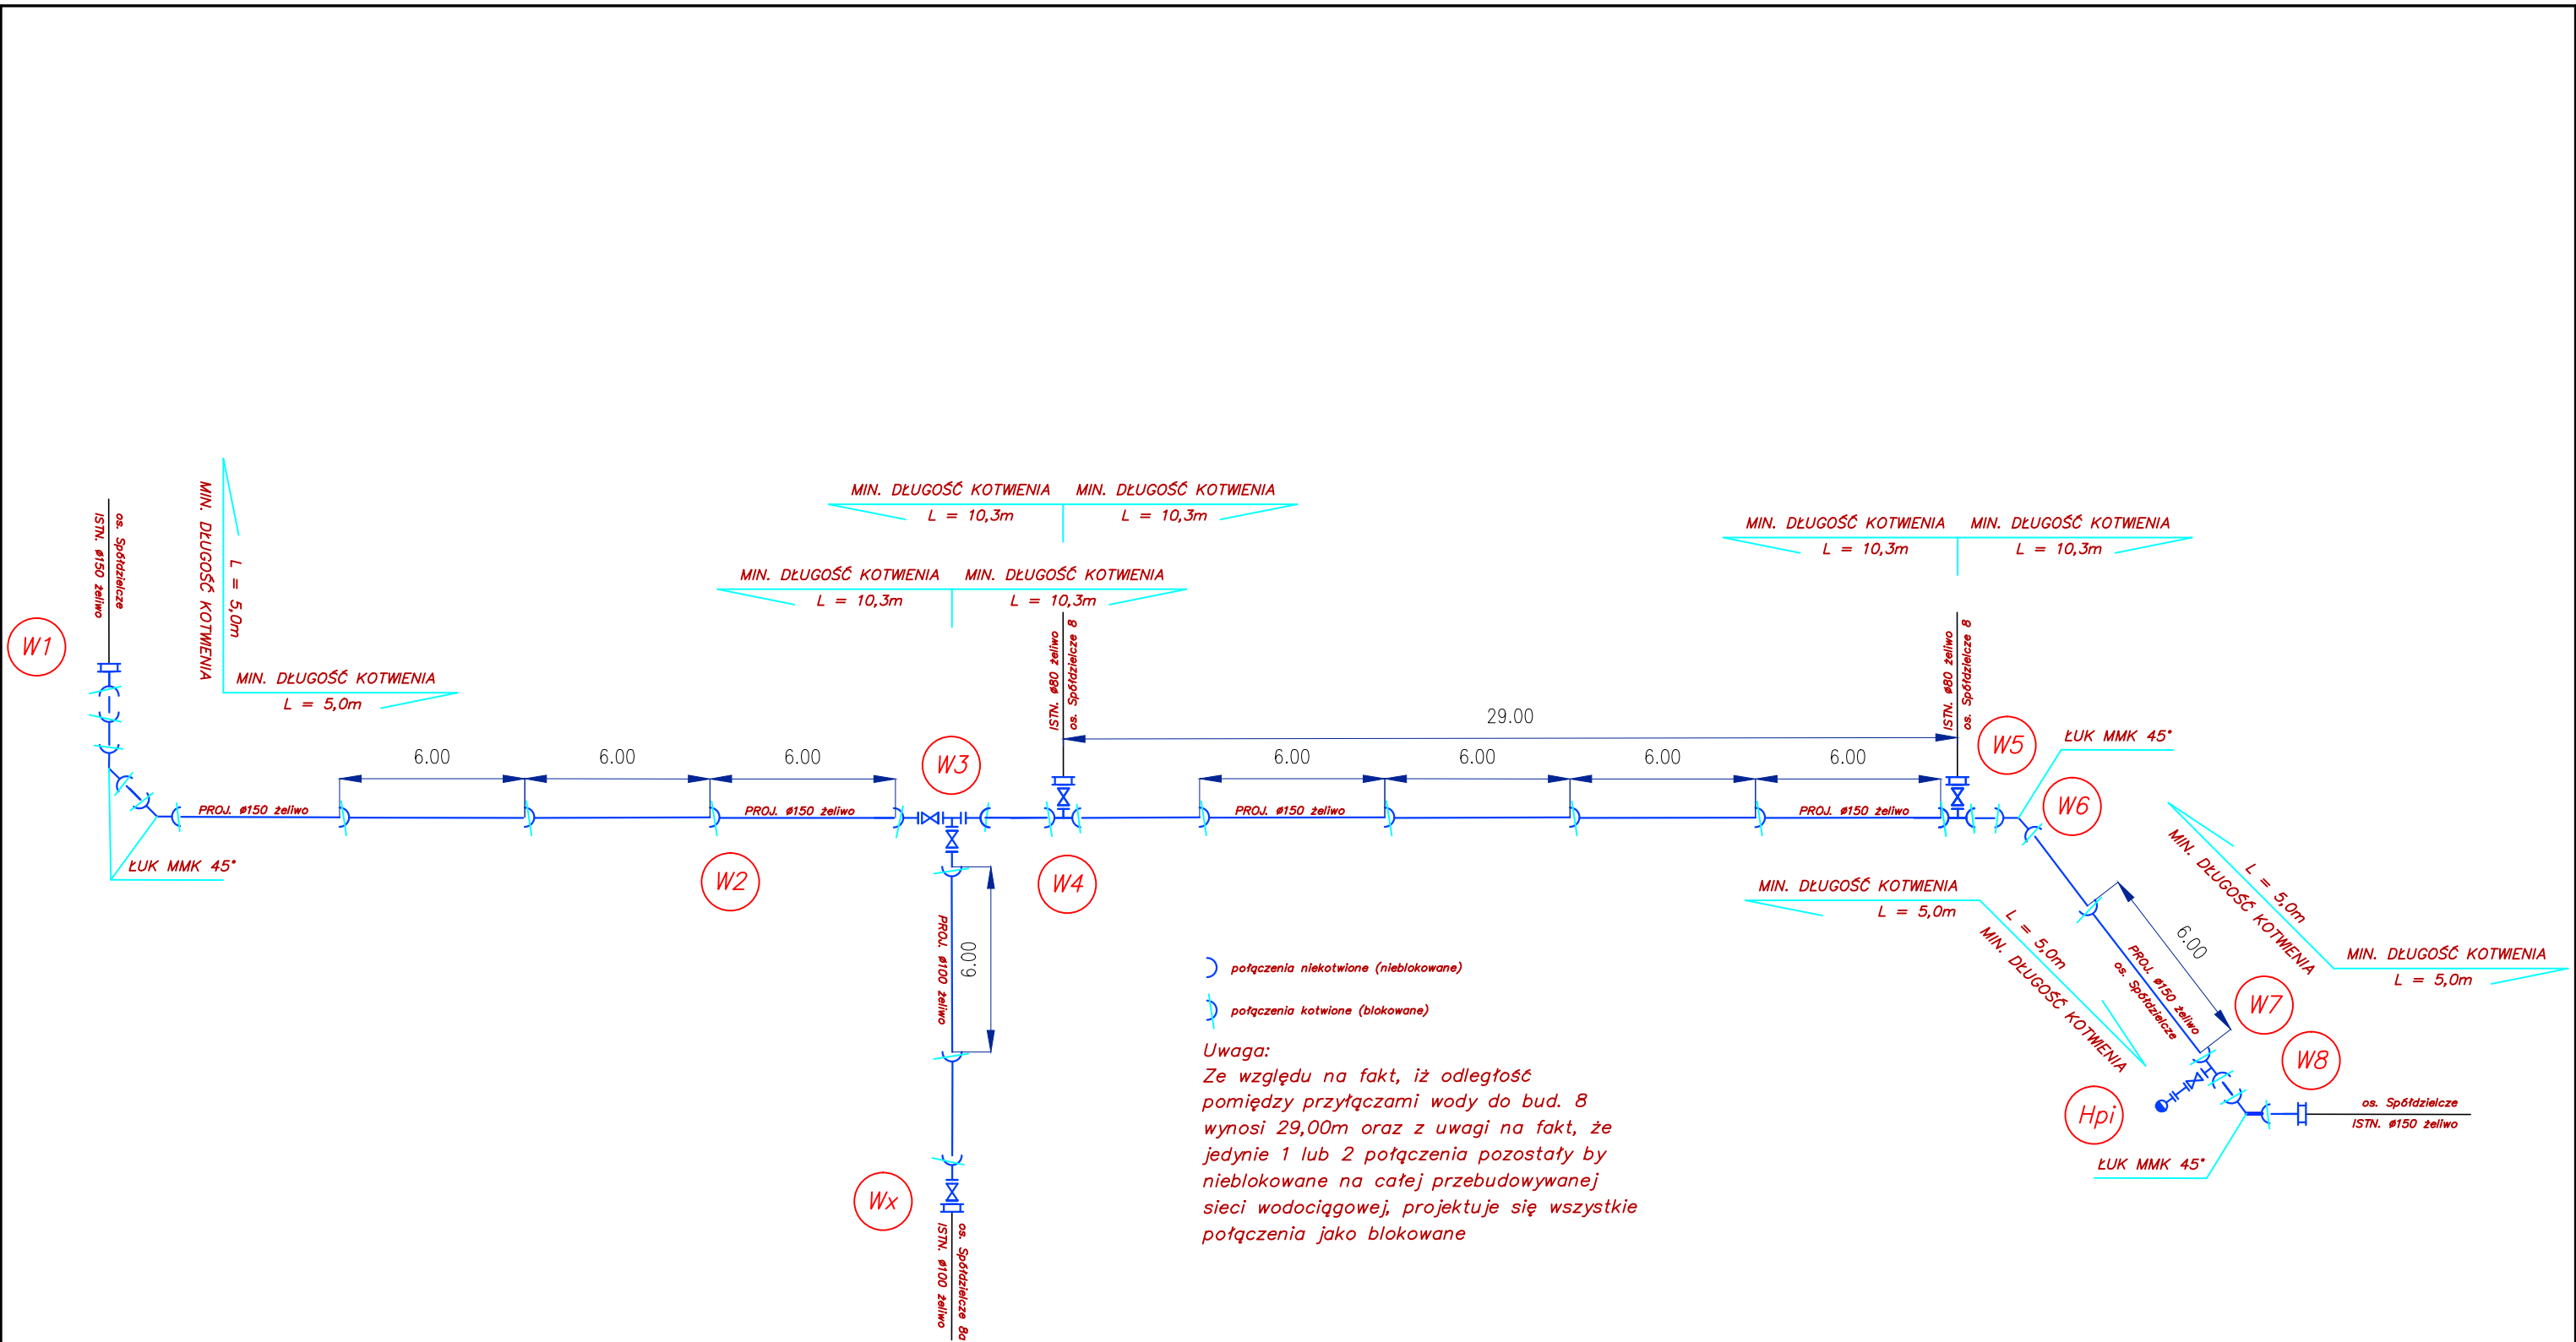 MIN. DŁUGOŚĆ KOTWIENIA
L = 10,3m
MIN. DŁUGOŚĆ KOTWIENIA
L = 10,3m
MIN. DŁUGOŚĆ KOTWIENIA
L = 10,3m
MIN. DŁUGOŚĆ KOTWIENIA
L = 10,3m
MIN. DŁUGOŚĆ KOTWIENIA
L = 10,3m
MIN. DŁUGOŚĆ KOTWIENIA
L = 10,3m
os. Spółdzielcze
ISTN. ø150 żeliwo
MIN. DŁUGOŚĆ KOTWIENIA
L = 5,0m
W1
MIN. DŁUGOŚĆ KOTWIENIA
L = 5,0m
ISTN. ø80 żeliwo
os. Spółdzielcze 8
ISTN. ø80 żeliwo
os. Spółdzielcze 8
29.00
6.00
6.00
6.00
W3
6.00
6.00
6.00
6.00
W5
ŁUK MMK 45°
W6
PROJ. ø150 żeliwo
PROJ. ø150 żeliwo
PROJ. ø150 żeliwo
PROJ. ø150 żeliwo
ŁUK MMK 45°
W2
W4
MIN. DŁUGOŚĆ KOTWIENIA
L = 5,0m
L = 5,0m
MIN. DŁUGOŚĆ KOTWIENIA
L = 5,0m
MIN. DŁUGOŚĆ KOTWIENIA
MIN. DŁUGOŚĆ KOTWIENIA
L = 5,0m
6.00
PROJ. ø150 żeliwo
os. Spółdzielcze
W7
W8
Hpi
os. Spółdzielcze
ISTN. ø150 żeliwo
ŁUK MMK 45°
PROJ. ø100 żeliwo
6.00
Wx
ISTN. ø100 żeliwo
os. Spółdzielcze 8a
połączenia niekotwione (nieblokowane)
połączenia kotwione (blokowane)
Uwaga:
Ze względu na fakt, iż odległość
pomiędzy przyłączami wody do bud. 8
wynosi 29,00m oraz z uwagi na fakt, że
jedynie 1 lub 2 połączenia pozostały by
nieblokowane na całej przebudowywanej
sieci wodociągowej, projektuje się wszystkie
połączenia jako blokowane